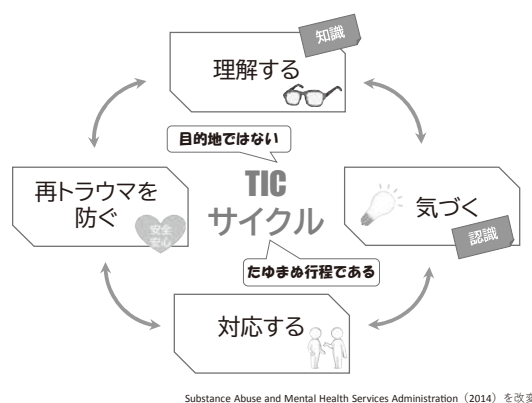 知識
理解する
目的地ではない
TIC
サイクル
再トラウマを
防ぐ
安全
安心
気づく
認識
たゆまぬ行程である
対応する
Substance Abuse and Mental Health Services Administration（2014）を改変